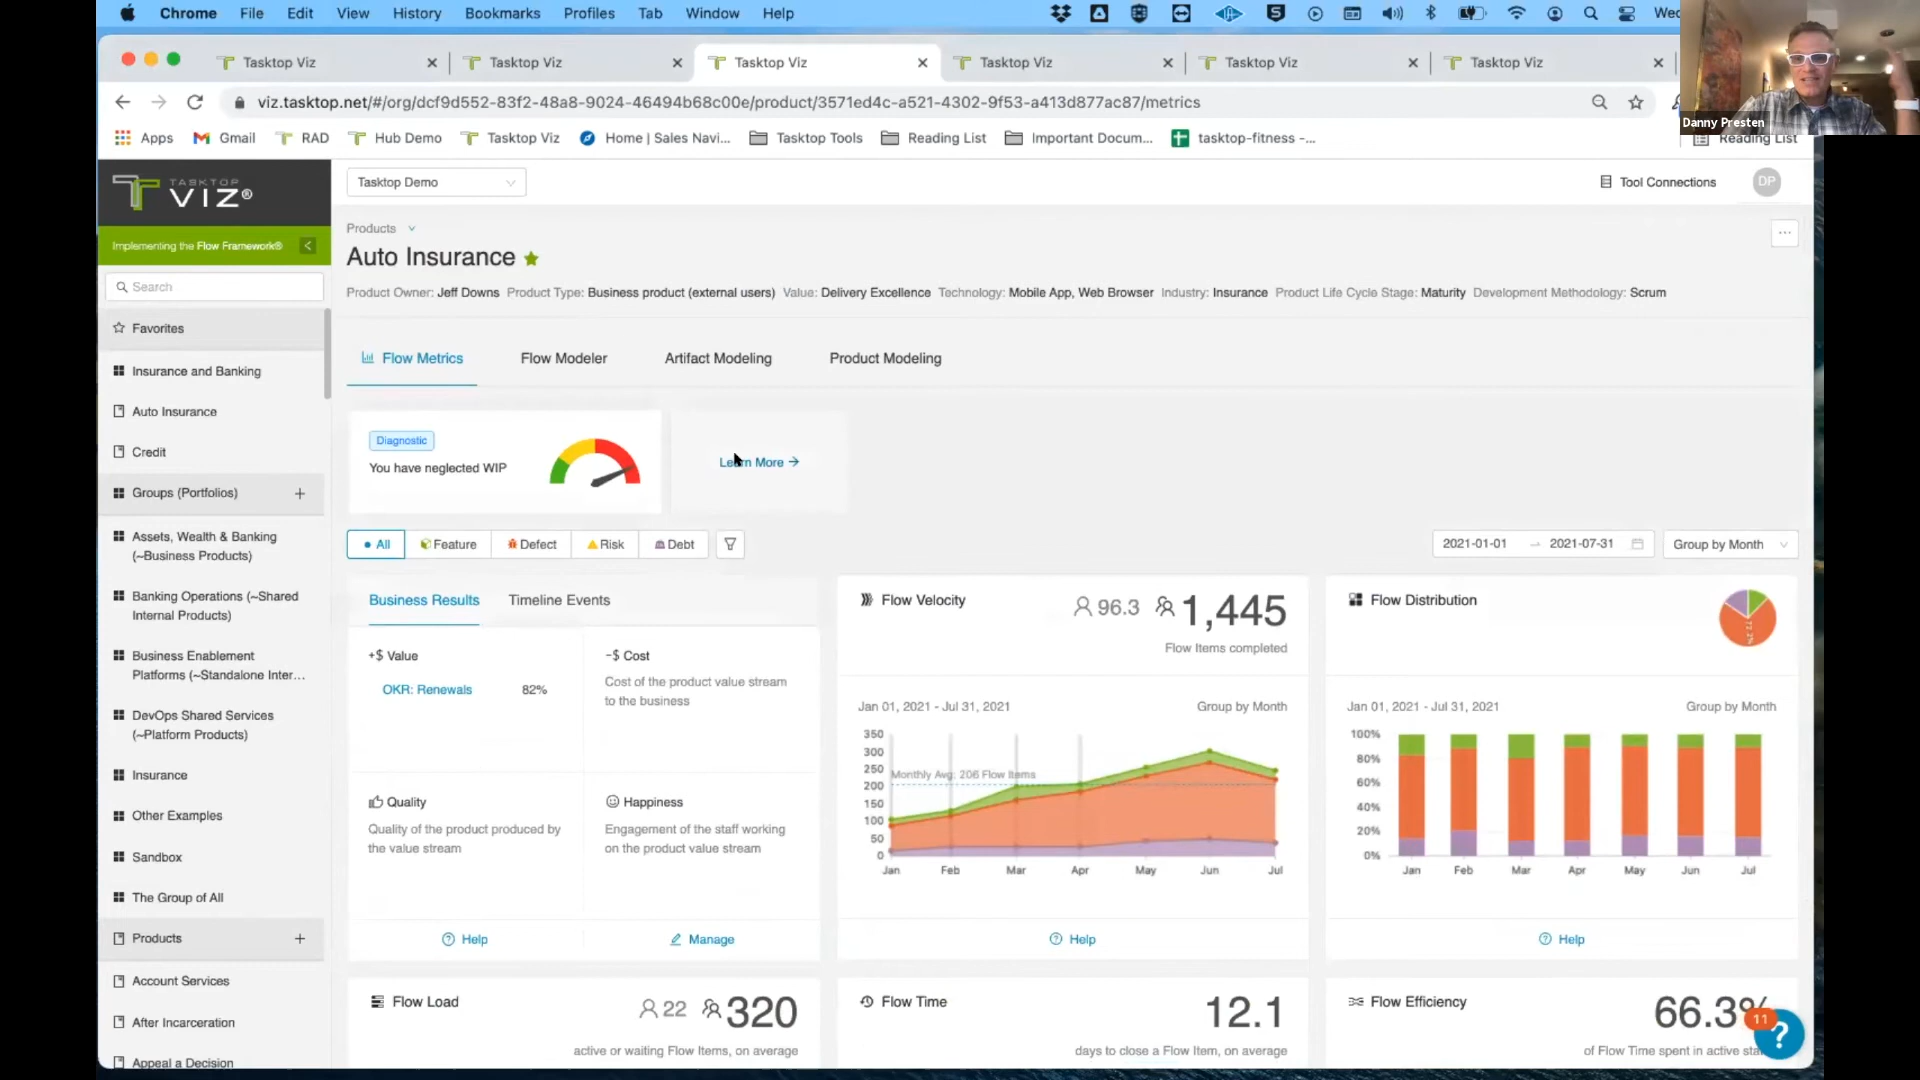 Chrome File Edit View History Bookmarks Profiles Tab Window Help
Wed
Tasktop Viz Tasktop Viz Tasktop Viz Tasktop Viz Tasktop Viz Tasktop Viz
viz.tasktop.net/#/org/dcf9d552-83f2-48a8-9024-46494b68c00e/product/3571ed4c-a521-4302-9f53-a413d877ac87/metrics
Danny Presten
Apps Gmail RAD Hub Demo Tasktop Viz Home | Sales Navi... Tasktop Tools Reading List Important Docum... tasktop-fitness -... Reading List
TASKTOP
VIZ®
Tasktop Demo
Tool Connections
DP
Implementing the Flow Framework®
Search
Favorites
Insurance and Banking
Auto Insurance
Credit
Groups (Portfolios)
Assets, Wealth & Banking
(~Business Products)
Banking Operations (~Shared
Internal Products)
Business Enablement
Platforms (~Standalone Inter...
DevOps Shared Services
(~Platform Products)
Insurance
Other Examples
Sandbox
The Group of All
Products
Account Services
After Incarceration
Appeal a Decision
Products
Auto Insurance
Product Owner: Jeff Downs Product Type: Business product (external users) Value: Delivery Excellence Technology: Mobile App, Web Browser Industry: Insurance Product Life Cycle Stage: Maturity Development Methodology: Scrum
Flow Metrics Flow Modeler Artifact Modeling Product Modeling
Diagnostic
You have neglected WIP
Learn More →
All Feature Defect Risk Debt
2021-01-01 → 2021-07-31
Group by Month
Business Results Timeline Events
+$ Value
OKR: Renewals 82%
-$ Cost
Cost of the product value stream
to the business
Quality
Quality of the product produced by
the value stream
Happiness
Engagement of the staff working
on the product value stream
Help
Manage
Flow Velocity
96.3 1,445
Flow Items completed
Jan 01, 2021 - Jul 31, 2021 Group by Month
350
300
250
200
150
100
50
0
Monthly Avg: 206 Flow Items
Jan Feb Mar Apr May Jun Jul
Help
Flow Distribution
Jan 01, 2021 - Jul 31, 2021 Group by Month
100%
80%
60%
40%
20%
0%
Jan Feb Mar Apr May Jun Jul
Help
Flow Load
22 320
active or waiting Flow Items, on average
Flow Time
12.1
days to close a Flow Item, on average
Flow Efficiency
66.3%
of Flow Time spent in active
11
?